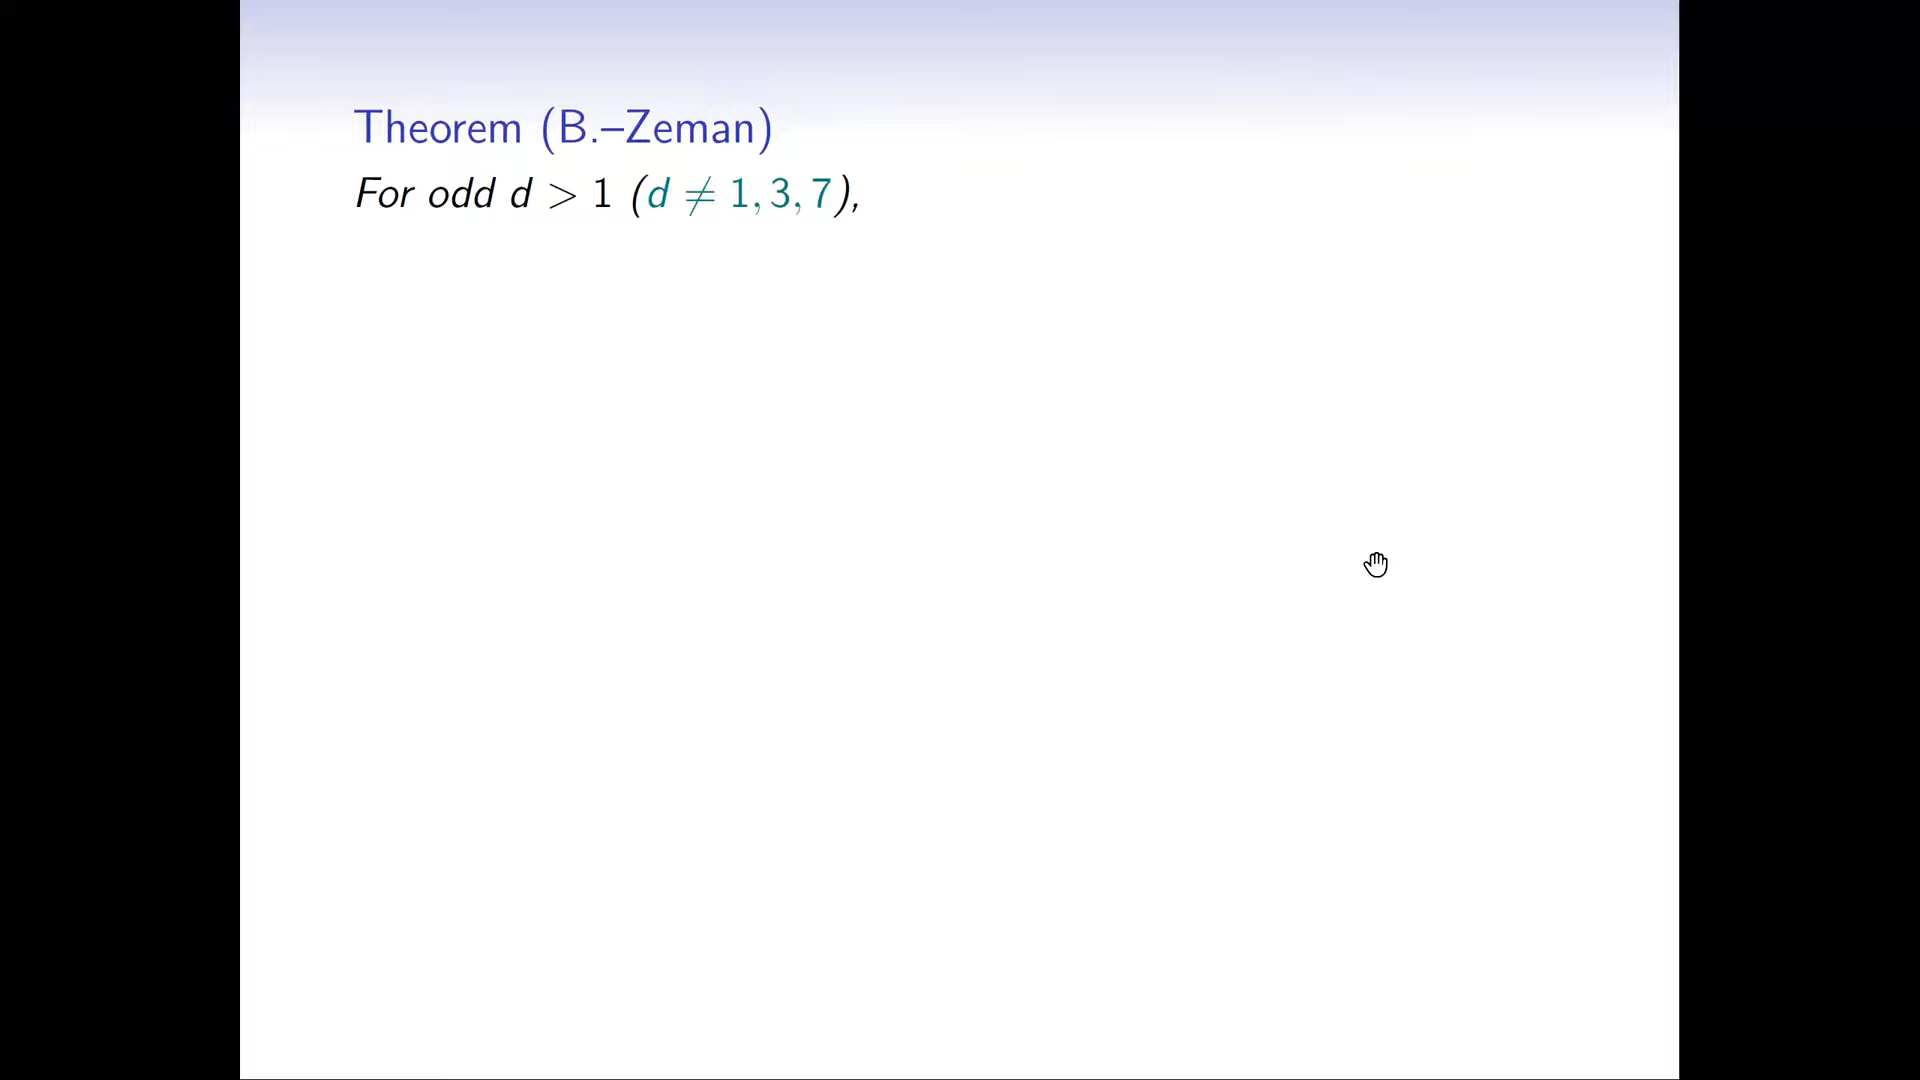 Theorem (B.–Zeman)
For odd d > 1 (d ≠ 1, 3, 7),